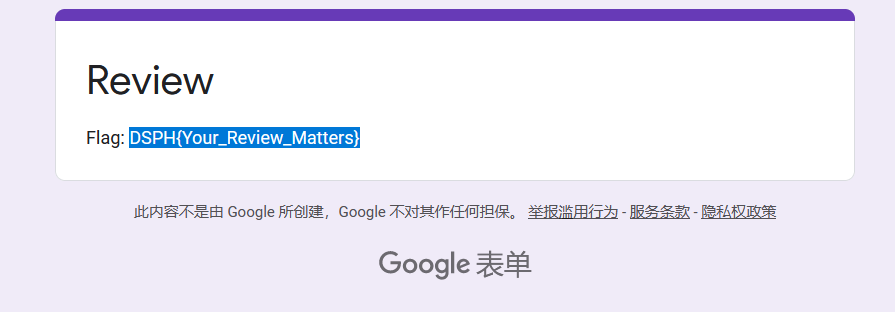 Review
Flag: DSPH{Your_Review_Matters}
此内容不是由 Google 所创建，Google 不对其作任何担保。 举报滥用行为 - 服务条款 - 隐私权政策
Google 表单